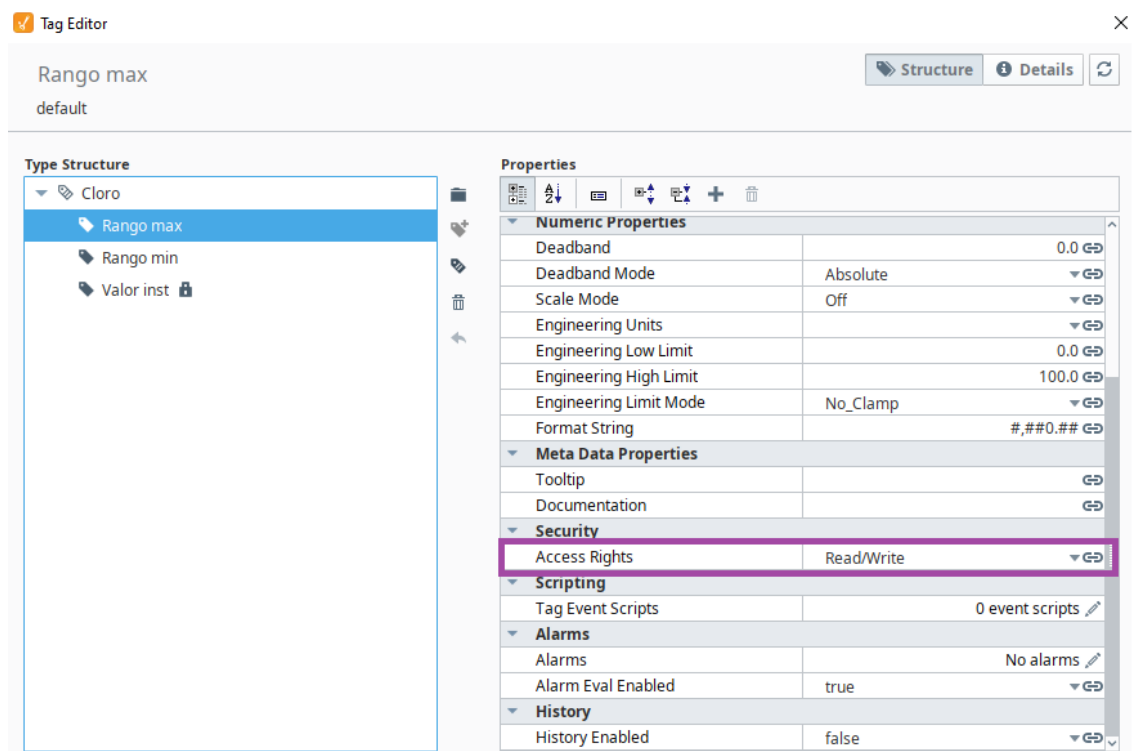 Tag Editor
Rango max
Structure
Details
default
Type Structure
Cloro
Rango max
Rango min
Valor inst
Properties
Numeric Properties
Deadband 0.0
Deadband Mode Absolute
Scale Mode Off
Engineering Units
Engineering Low Limit 0.0
Engineering High Limit 100.0
Engineering Limit Mode No_Clamp
Format String #,##0.##
Meta Data Properties
Tooltip
Documentation
Security
Access Rights Read/Write
Scripting
Tag Event Scripts 0 event scripts
Alarms
Alarms No alarms
Alarm Eval Enabled true
History
History Enabled false